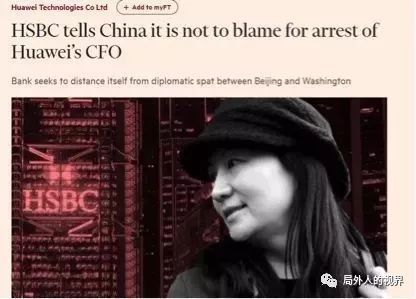 Huawei Technologies Co Ltd + Add to myFT
HSBC tells China it is not to blame for arrest of
Huawei's CFO
Bank seeks to distance itself from diplomatic spat between Beijing and Washington
HSBC
局外人的视界